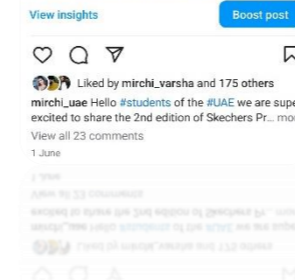 View insights
Boost post
Liked by mirchi_varsha and 175 others
mirchi_uae Hello #students of the #UAE we are supe
excited to share the 2nd edition of Skechers Pr... mo
View all 23 comments
1 June